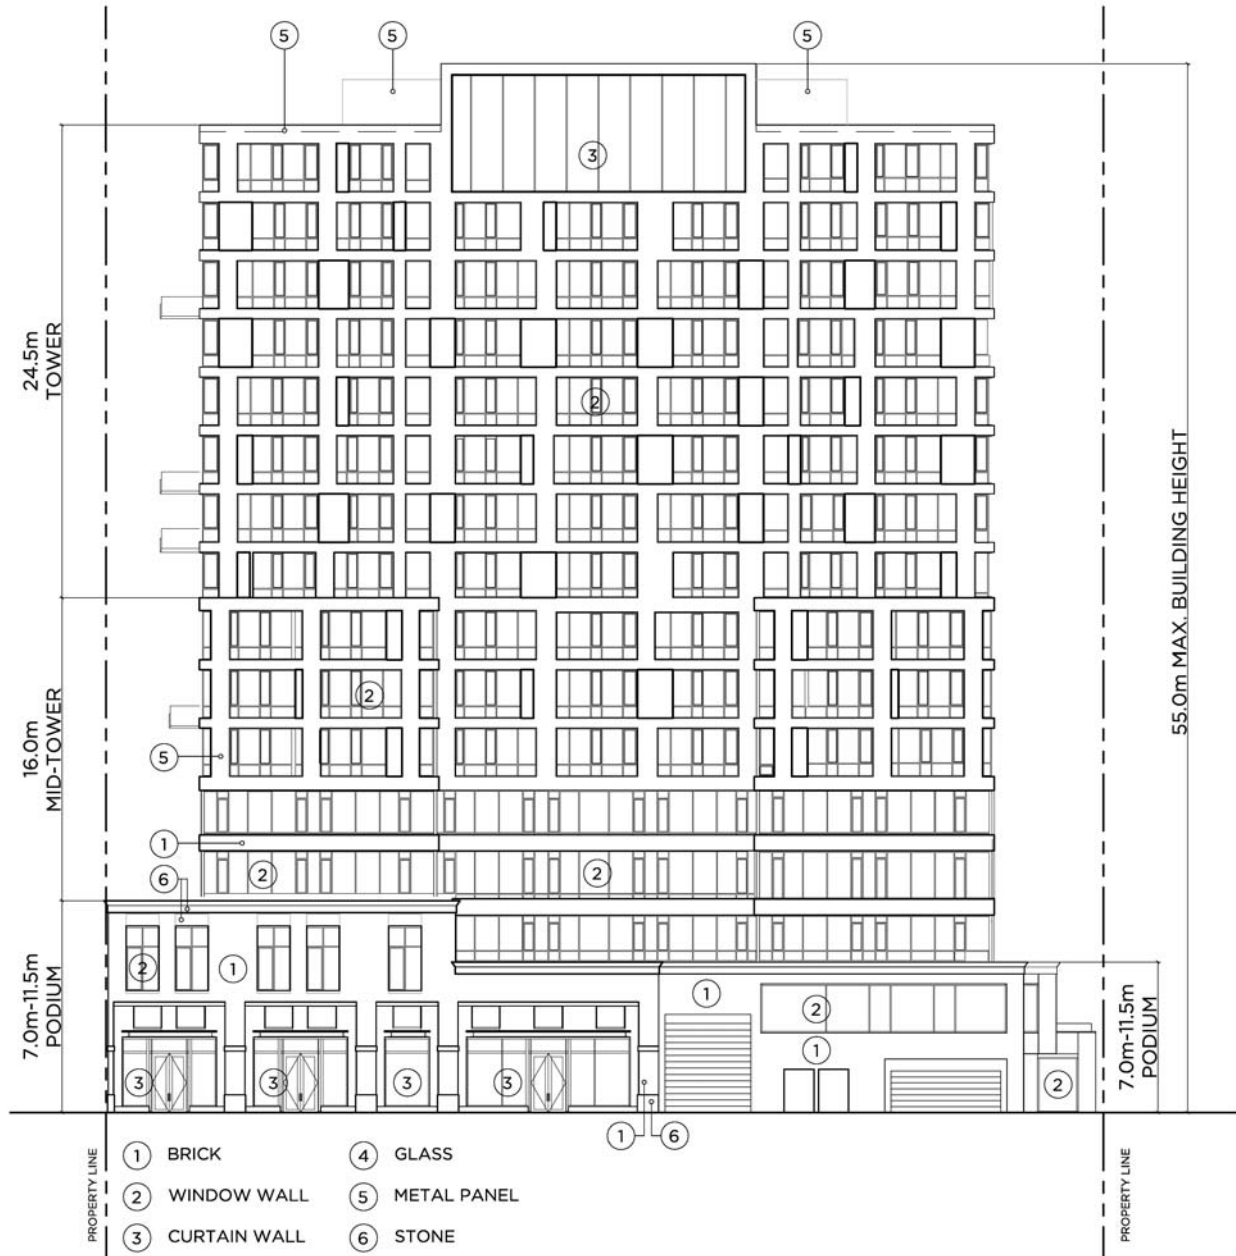 5
5
5
3
24.5m
TOWER
2
55.0m MAX. BUILDING HEIGHT
2
16.0m
MID-TOWER
5
1
6
2
2
7.0m-11.5m
PODIUM
2
1
1
2
1
7.0m-11.5m
PODIUM
3
3
3
3
2
1
6
PROPERTY LINE
1 BRICK
2 WINDOW WALL
3 CURTAIN WALL
4 GLASS
5 METAL PANEL
6 STONE
PROPERTY LINE